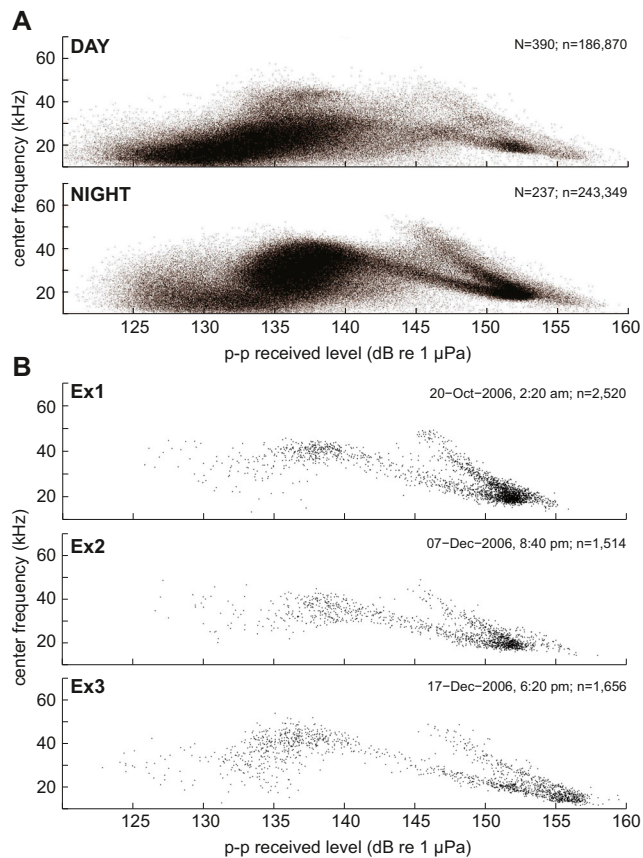 A
DAY
N=390; n=186,870
60
40
20
center frequency (kHz)
NIGHT
N=237; n=243,349
60
40
20
125 130 135 140 145 150 155 160
p-p received level (dB re 1 µPa)
B
Ex1
20−Oct−2006, 2:20 am; n=2,520
60
40
20
center frequency (kHz)
Ex2
07−Dec−2006, 8:40 pm; n=1,514
60
40
20
Ex3
17−Dec−2006, 6:20 pm; n=1,656
60
40
20
125 130 135 140 145 150 155 160
p-p received level (dB re 1 µPa)